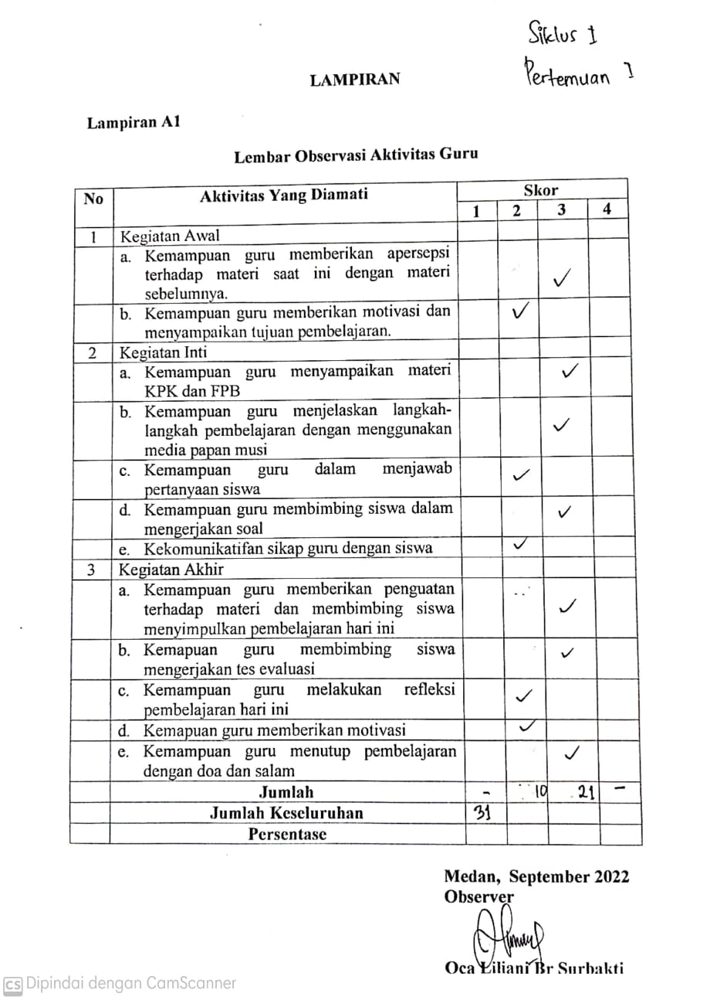 Siklus 1
Pertemuan 1
LAMPIRAN
Lampiran A1
Lembar Observasi Aktivitas Guru
No Aktivitas Yang Diamati Skor
1 2 3 4
1 Kegiatan Awal
a. Kemampuan guru memberikan apersepsi
terhadap materi saat ini dengan materi
sebelumnya. ✓
b. Kemampuan guru memberikan motivasi dan ✓
menyampaikan tujuan pembelajaran.
2 Kegiatan Inti
a. Kemampuan guru menyampaikan materi ✓
KPK dan FPB
b. Kemampuan guru menjelaskan langkah-
langkah pembelajaran dengan menggunakan ✓
media papan musi
c. Kemampuan guru dalam menjawab ✓
pertanyaan siswa
d. Kemampuan guru membimbing siswa dalam ✓
mengerjakan soal
e. Kekomunikatifan sikap guru dengan siswa ✓
3 Kegiatan Akhir
a. Kemampuan guru memberikan penguatan
terhadap materi dan membimbing siswa ✓
menyimpulkan pembelajaran hari ini
b. Kemapuan guru membimbing siswa ✓
mengerjakan tes evaluasi
c. Kemampuan guru melakukan refleksi ✓
pembelajaran hari ini
d. Kemapuan guru memberikan motivasi ✓
e. Kemampuan guru menutup pembelajaran ✓
dengan doa dan salam
Jumlah - 10 21 -
Jumlah Keseluruhan 31
Persentase
Medan, September 2022
Observer
Oca Liliani Br Surbakti
CS Dipindai dengan CamScanner